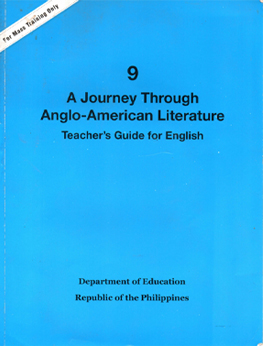 For Mass Training Only
9
A Journey Through
Anglo-American Literature
Teacher's Guide for English
Department of Education
Republic of the Philippines